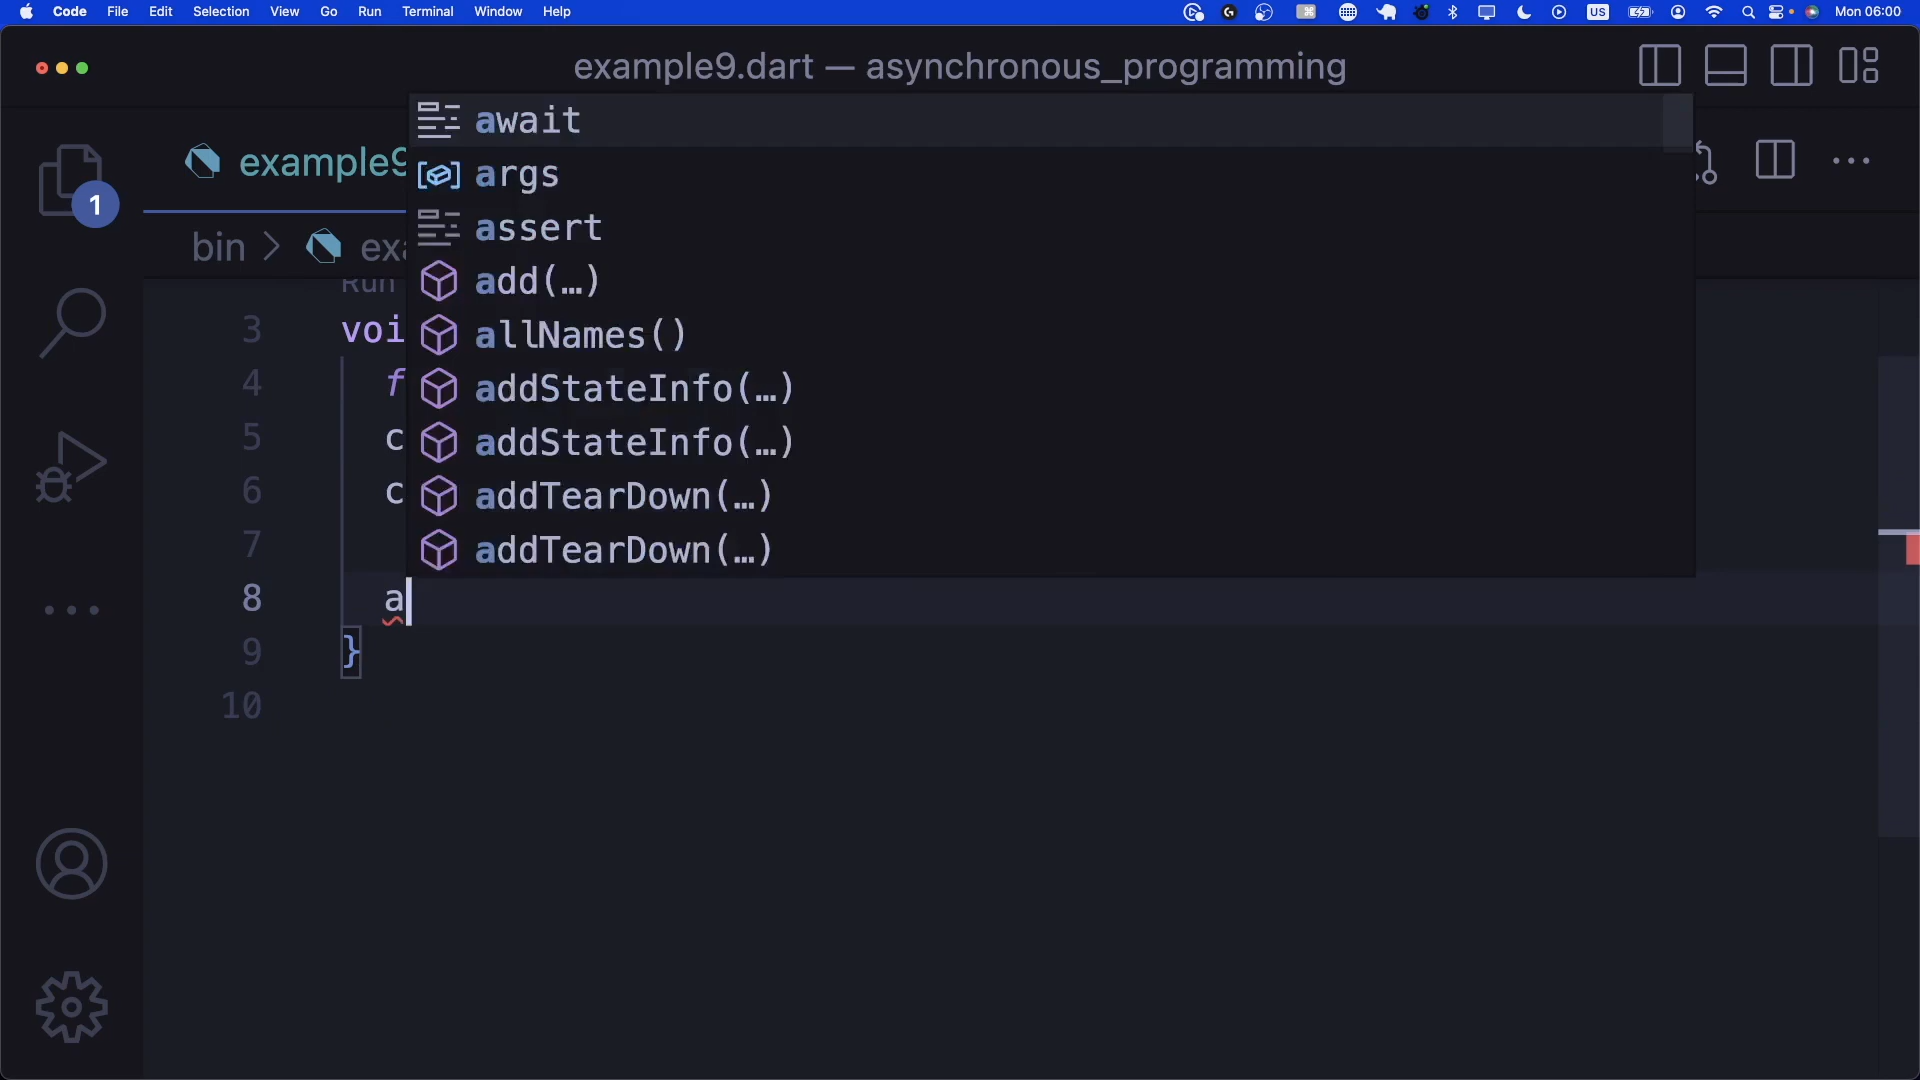 Code File Edit Selection View Go Run Terminal Window Help US Mon 06:00
example9.dart — asynchronous_programming
await
example9
args
1
assert
bin > exa
add(…)
Run
3 voi
allNames()
4 f
addStateInfo(…)
5 c
addStateInfo(…)
6 c
addTearDown(…)
7
addTearDown(…)
8 a
9 }
10